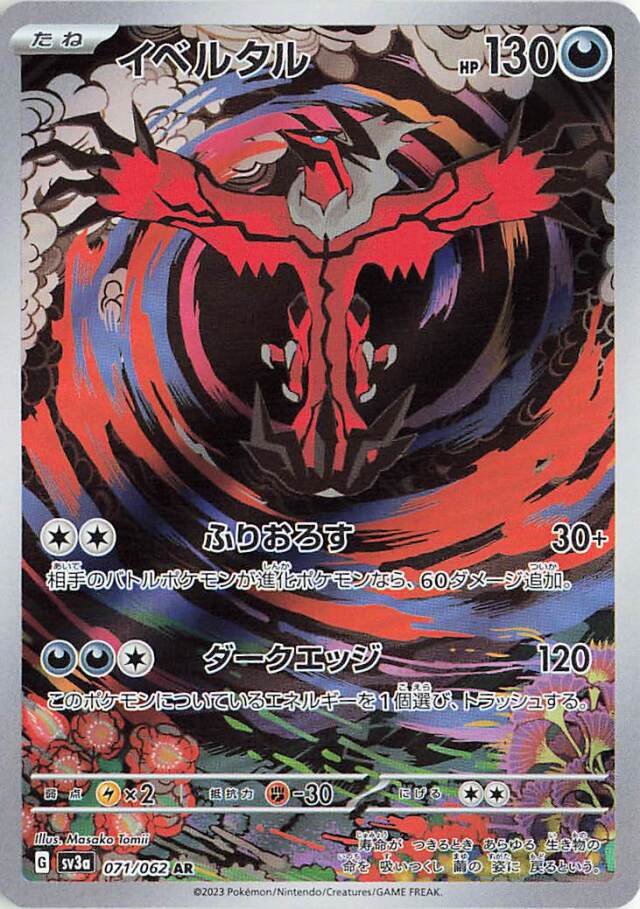 たね
イベルタル
HP130
ふりおろす 30+
相手のバトルポケモンが進化ポケモンなら、60ダメージ追加。
ダークエッジ 120
このポケモンについているエネルギーを1個選び、トラッシュする。
弱点 ×2 抵抗力 -30 にげる
Illus. Masako Tomii
G sv3a 071/062 AR
寿命が つきるとき あらゆる 生き物の
命を 吸いつくし 繭の 姿に 戻るという。
©2023 Pokémon/Nintendo/Creatures/GAME FREAK.